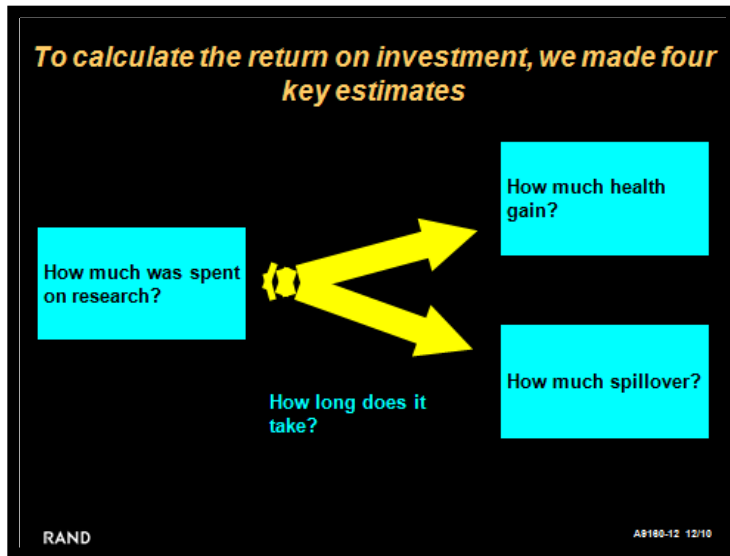 To calculate the return on investment, we made four
key estimates
How much health
gain?
How much was spent
on research?
How much spillover?
How long does it
take?
RAND
A9160-12 12/10